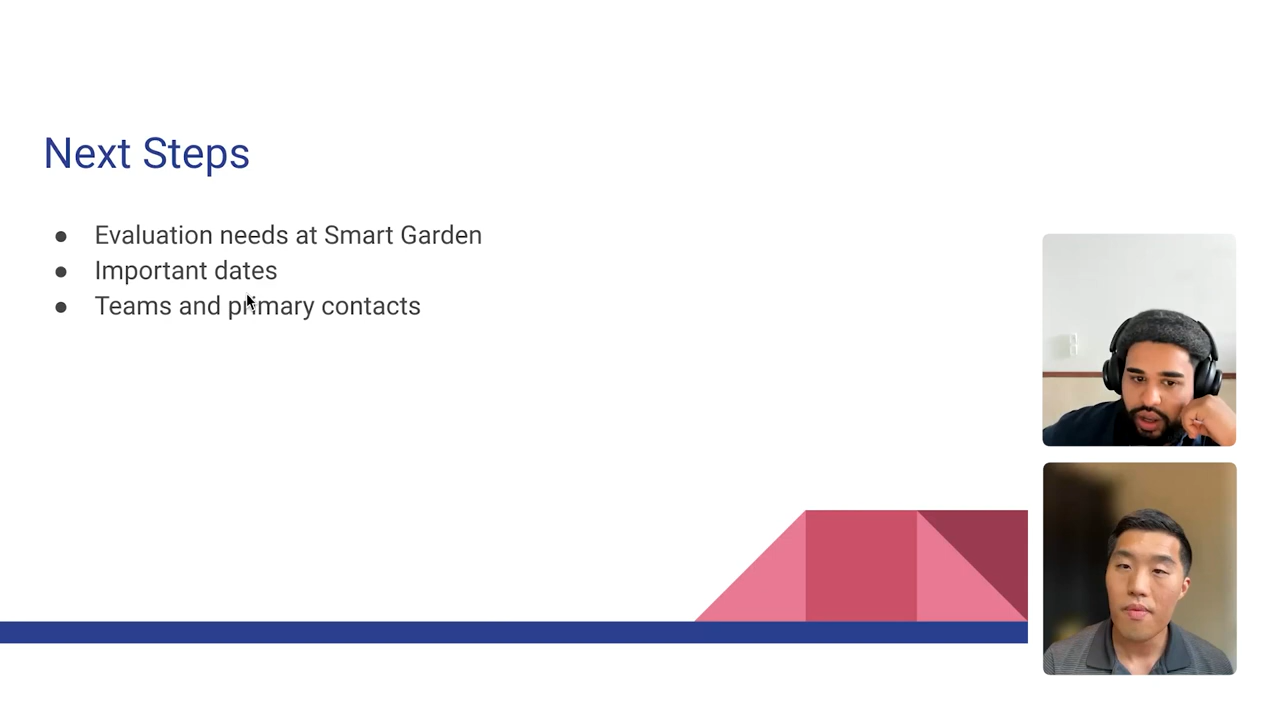 Next Steps
● Evaluation needs at Smart Garden
● Important dates
● Teams and primary contacts